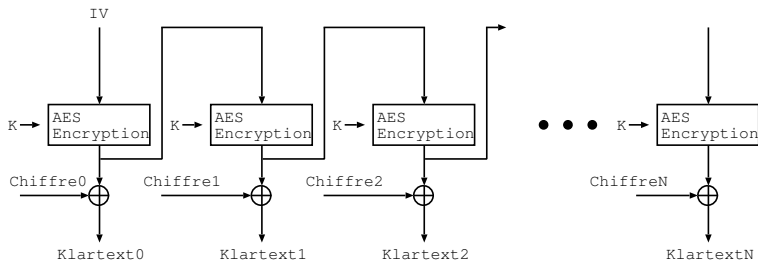 IV
K
AES
Encryption
K
AES
Encryption
K
AES
Encryption
K
AES
Encryption
Chiffre0
Chiffre1
Chiffre2
ChiffreN
Klartext0
Klartext1
Klartext2
KlartextN